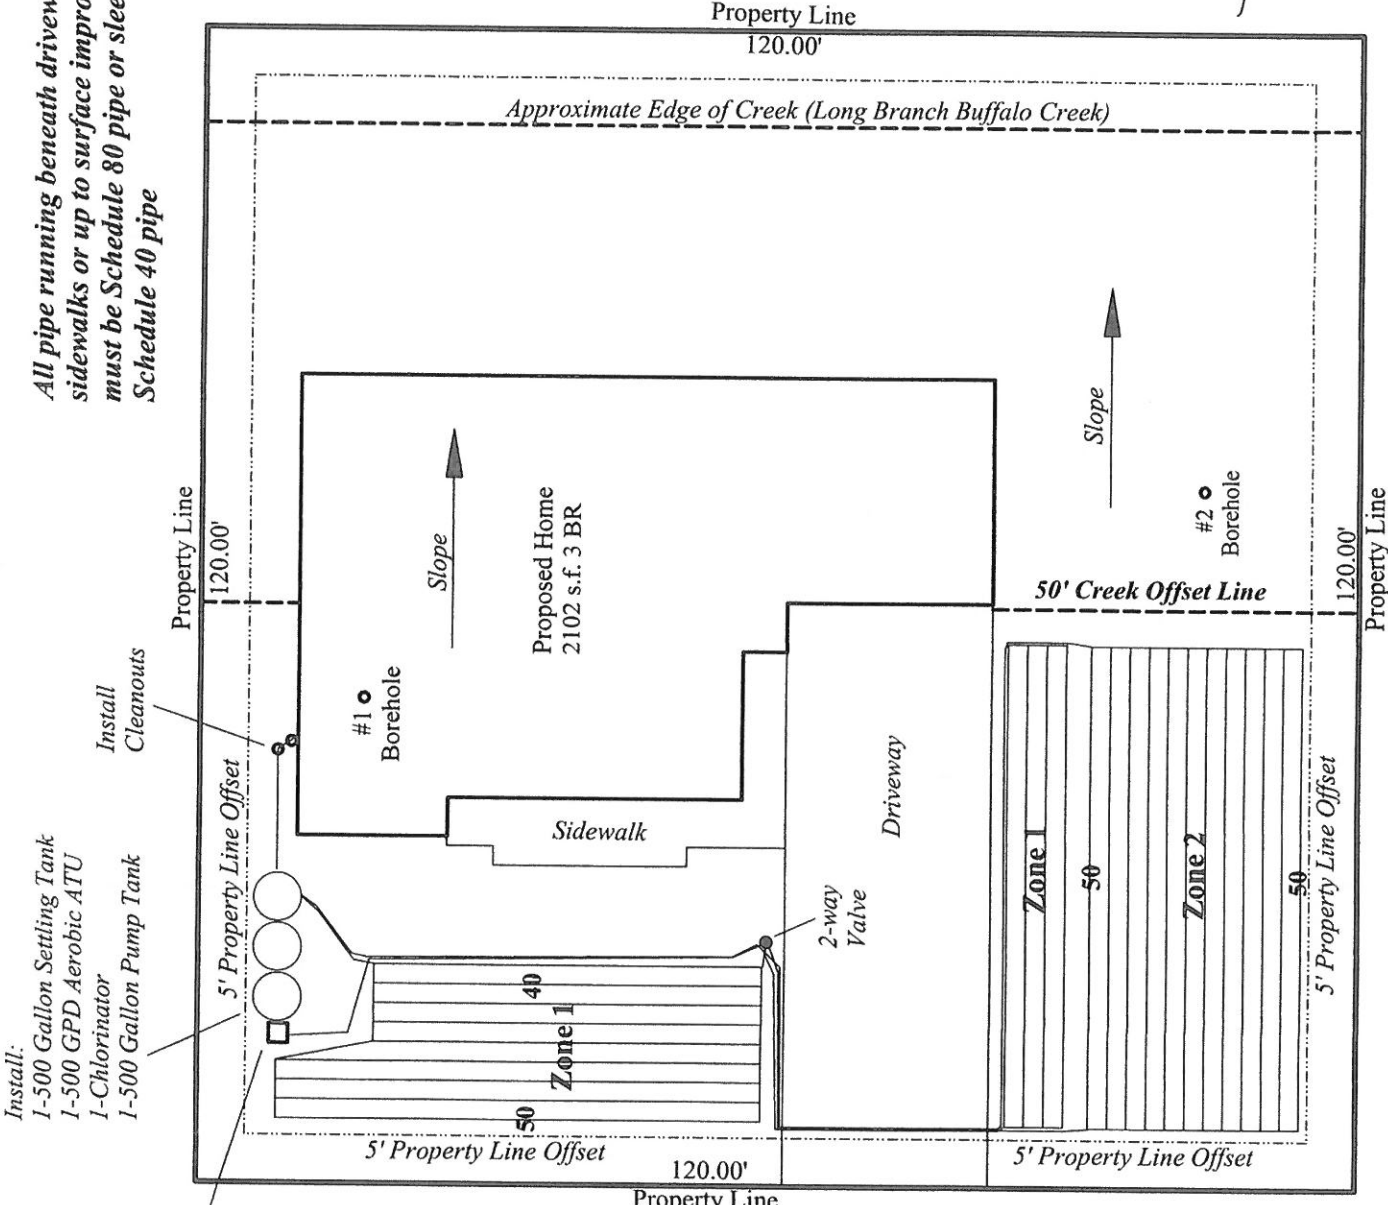 Property Line
120.00'
All pipe running beneath
sidewalks or up to surface
must be Schedule 80 pipe or
Schedule 40 pipe
Approximate Edge of Creek (Long Branch Buffalo Creek)
Slope
Slope
Property Line
120.00'
Proposed Home
2102 s.f. 3 BR
#1
Borehole
#2
Borehole
50' Creek Offset Line
120.00'
Property Line
Install
Cleanouts
5' Property Line Offset
Install:
1-500 Gallon Settling Tank
1-500 GPD Aerobic ATU
1-Chlorinator
1-500 Gallon Pump Tank
Sidewalk
Driveway
2-way
Valve
40
Zone 1
50
Zone 1
50
Zone 2
50
5' Property Line Offset
5' Property Line Offset
120.00'
5' Property Line Offset
Property Line